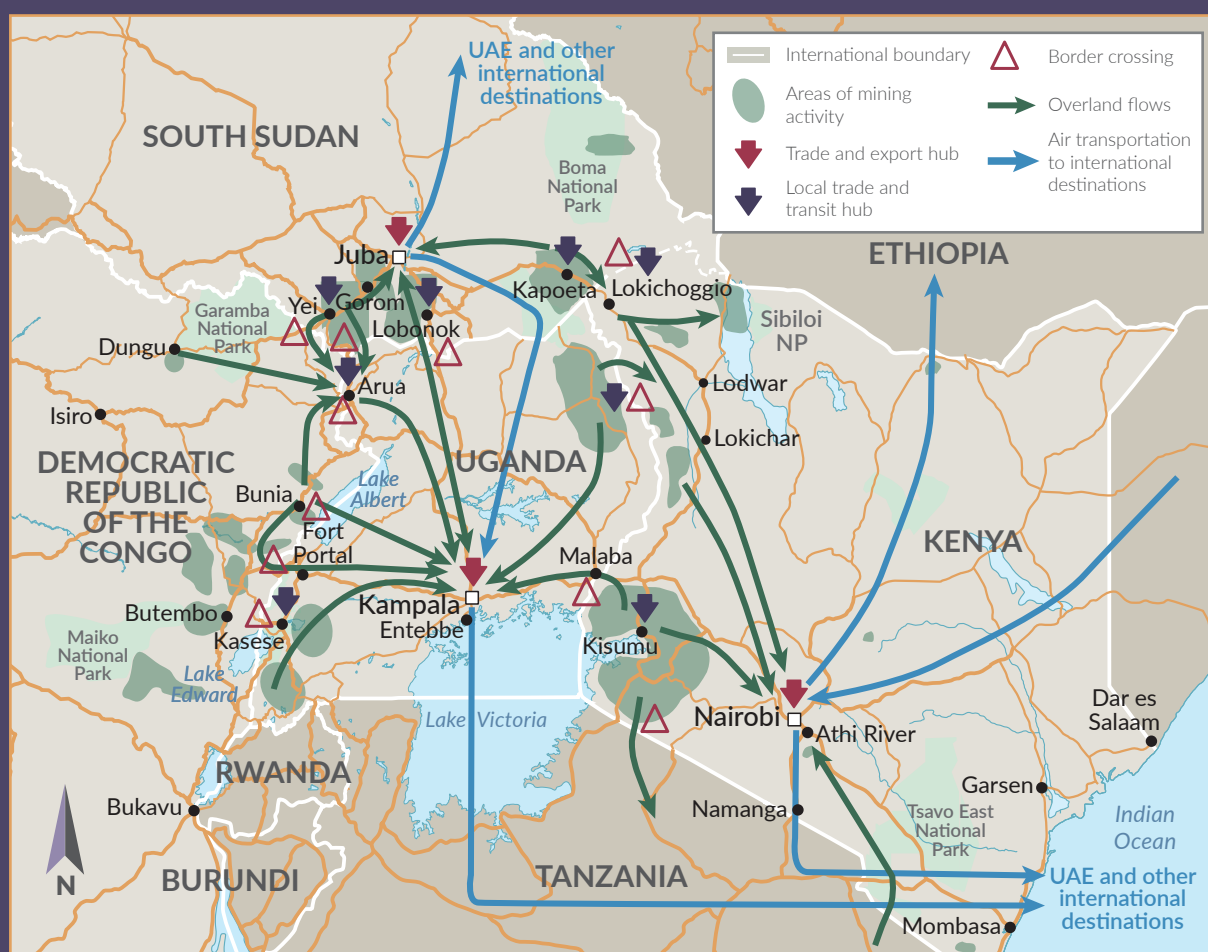 UAE and other
international
destinations
International boundary
Areas of mining
activity
Trade and export hub
Local trade and
transit hub
Border crossing
Overland flows
Air transportation
to international
destinations
SOUTH SUDAN
Boma
National
Park
ETHIOPIA
Juba
Kapoeta
Lokichoggio
Yei
Gorom
Lobonok
Garamba
National
Park
Sibiloi
NP
Dungu
Arua
Lodwar
Isiro
Lokichar
DEMOCRATIC
REPUBLIC
OF THE
CONGO
UGANDA
Lake
Albert
Bunia
Fort
Portal
KENYA
Malaba
Butembo
Kampala
Entebbe
Kasese
Kisumu
Maiko
National
Park
Lake
Edward
Lake Victoria
Nairobi
Athi River
Dar es
Salaam
RWANDA
Bukavu
Namanga
Garsen
Tsavo East
National
Park
Indian
Ocean
N
BURUNDI
TANZANIA
UAE and other
international
destinations
Mombasa